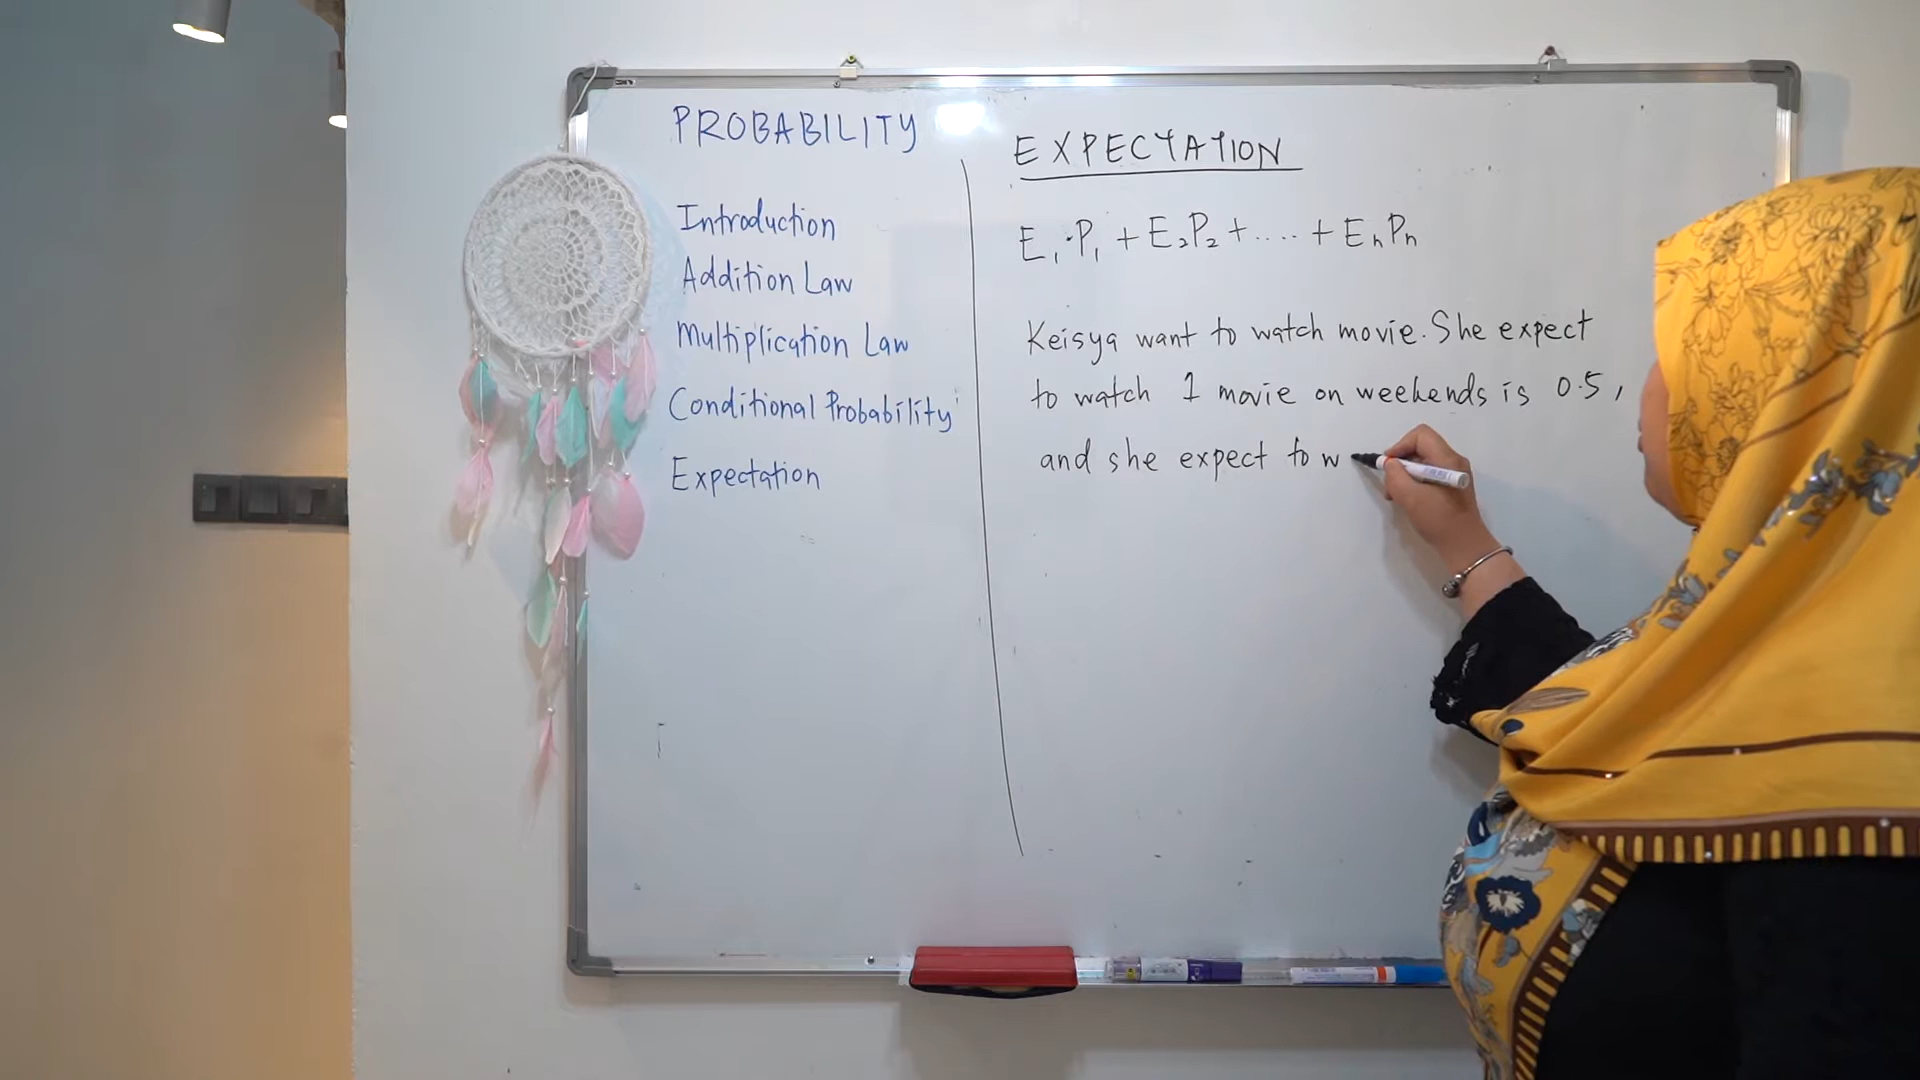 PROBABILITY
Introduction
Addition Law
Multiplication Law
Conditional Probability
Expectation
EXPECTATION
E₁·P₁ + E₂P₂ + .... + EₙPₙ
Keisya want to watch movie. She expect
to watch 1 movie on weekends is 0.5,
and she expect to w